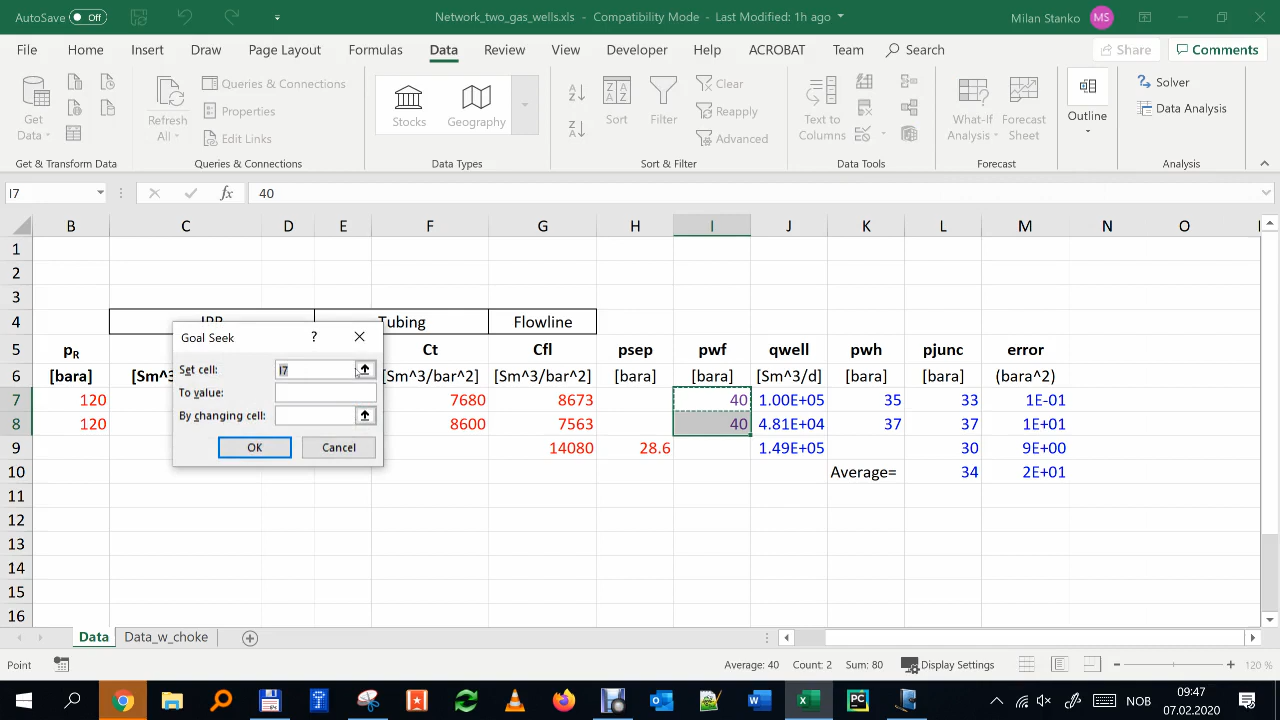 AutoSave Off Network_two_gas_wells.xls - Compatibility Mode - Last Modified: 1h ago Milan Stanko MS
File Home Insert Draw Page Layout Formulas Data Review View Developer Help ACROBAT Team Search Share Comments
Get Data
Refresh All
Queries & Connections
Properties
Edit Links
Stocks Geography
Sort
Filter
Clear
Reapply
Advanced
Text to Columns
What-If Analysis
Forecast Sheet
Outline
Solver
Data Analysis
Get & Transform Data Queries & Connections Data Types Sort & Filter Data Tools Forecast Analysis
I7 fx 40
B C D E F G H I J K L M N O
1
2
3
4 Tubing Flowline
5 pR Ct Cfl psep pwf qwell pwh pjunc error
6 [bara] [Sm^3/bar^2] [Sm^3/bar^2] [bara] [bara] [Sm^3/d] [bara] [bara] (bara^2)
7 120 7680 8673 40 1.00E+05 35 33 1E-01
8 120 8600 7563 40 4.81E+04 37 37 1E+01
9 14080 28.6 1.49E+05 30 9E+00
10 Average= 34 2E+01
11
12
13
14
15
16
Goal Seek ?
Set cell: I7
To value:
By changing cell:
OK Cancel
Data Data_w_choke
Point Average: 40 Count: 2 Sum: 80 Display Settings 120 %
NOB 09:47
07.02.2020